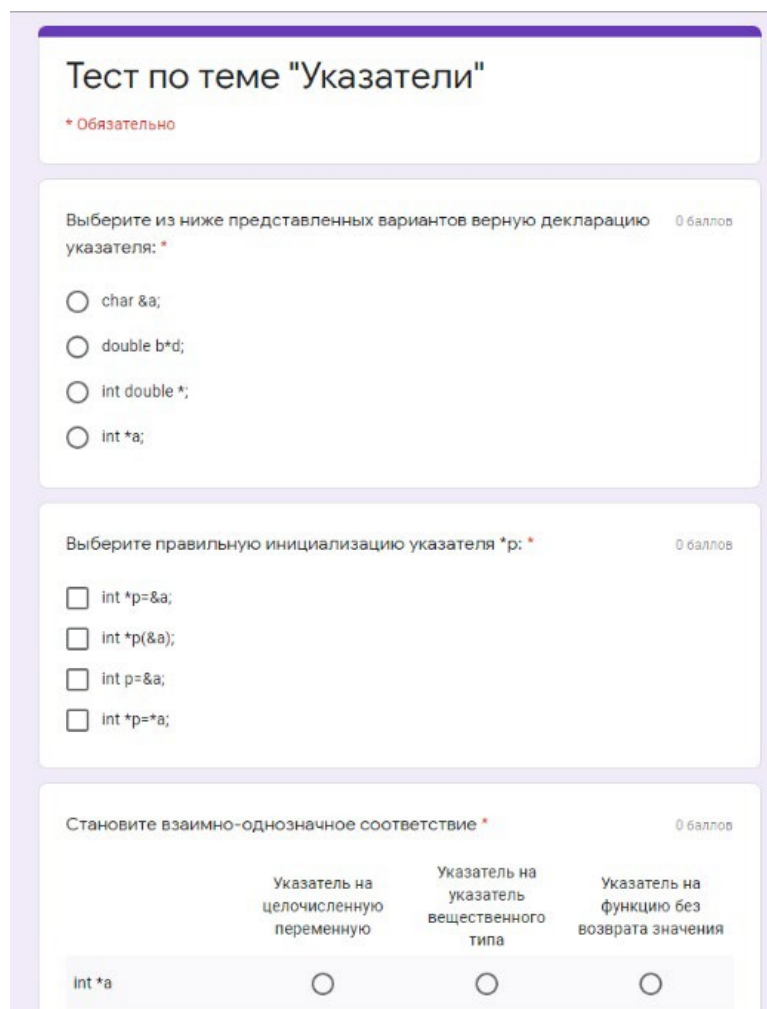 Тест по теме "Указатели"
* Обязательно
Выберите из ниже представленных вариантов верную декларацию 0 баллов
указателя: *
char &a;
double b*d;
int double *;
int *a;
Выберите правильную инициализацию указателя *p: * 0 баллов
int *p=&a;
int *p(&a);
int p=&a;
int *p=*a;
Становите взаимно-однозначное соответствие * 0 баллов
Указатель на
целочисленную
переменную
Указатель на
указатель
вещественного
типа
Указатель на
функцию без
возврата значения
int *a